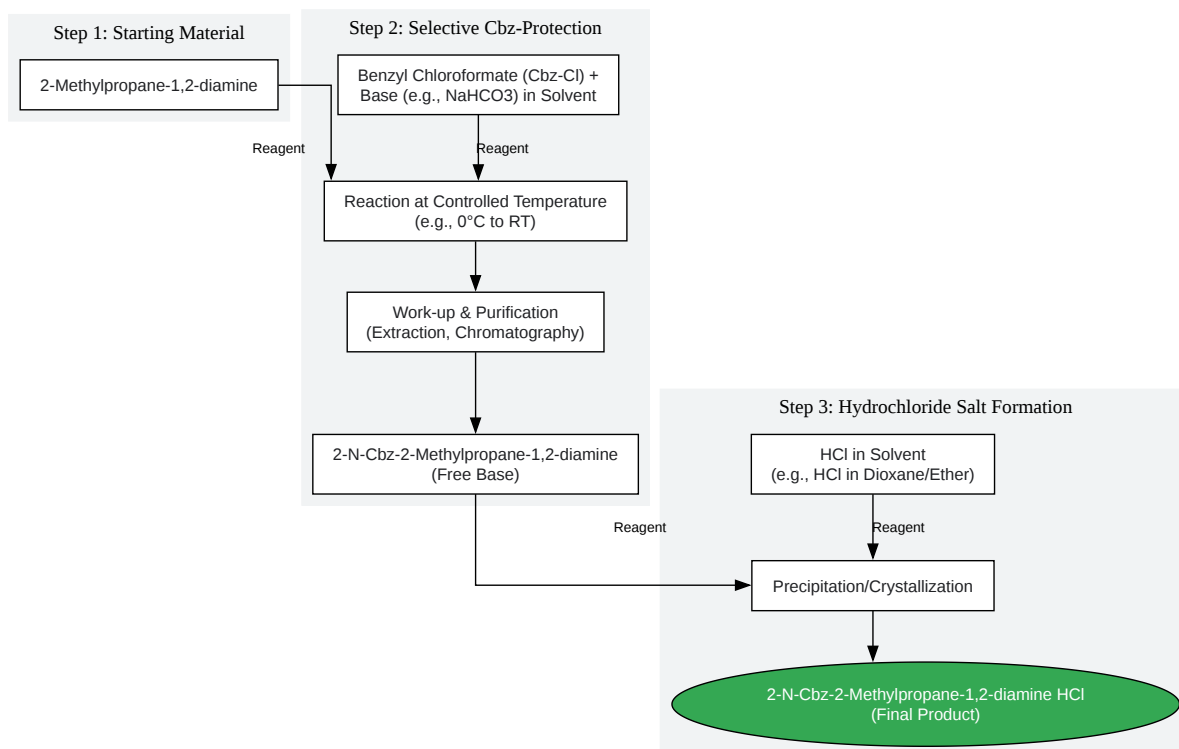 Step 1: Starting Material
2-Methylpropane-1,2-diamine
Step 2: Selective Cbz-Protection
Benzyl Chloroformate (Cbz-Cl) +
Base (e.g., NaHCO3) in Solvent
Reagent
Reagent
Reaction at Controlled Temperature
(e.g., 0°C to RT)
Work-up & Purification
(Extraction, Chromatography)
2-N-Cbz-2-Methylpropane-1,2-diamine
(Free Base)
Step 3: Hydrochloride Salt Formation
HCl in Solvent
(e.g., HCl in Dioxane/Ether)
Reagent
Reagent
Precipitation/Crystallization
2-N-Cbz-2-Methylpropane-1,2-diamine HCl
(Final Product)